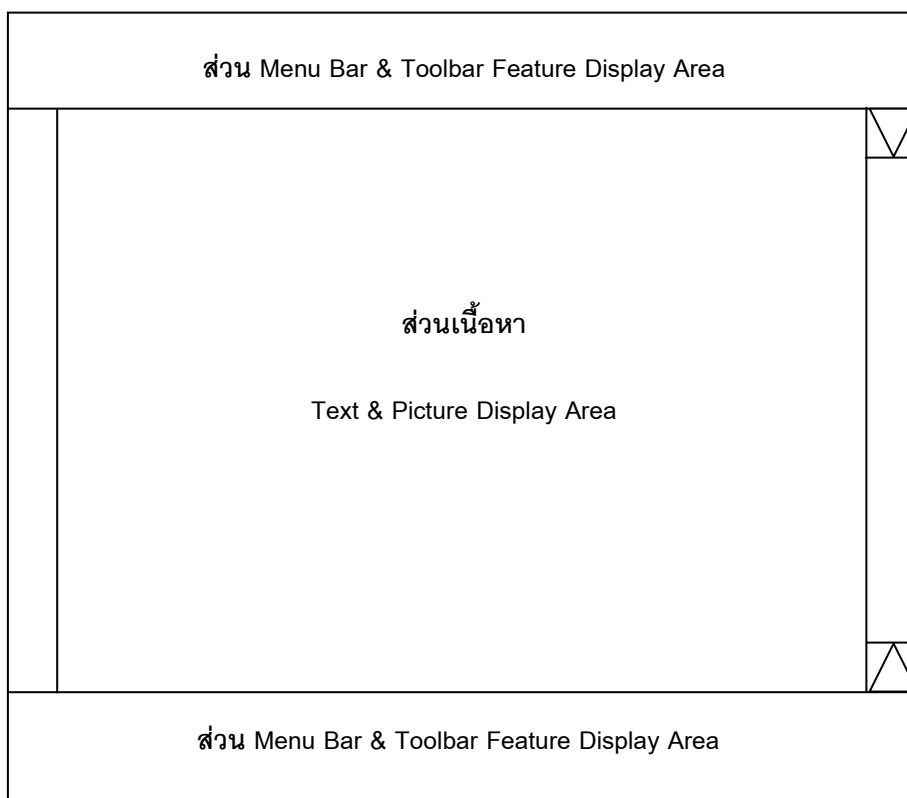 ส่วน Menu Bar & Toolbar Feature Display Area
ส่วนเนื้อหา
Text & Picture Display Area
ส่วน Menu Bar & Toolbar Feature Display Area